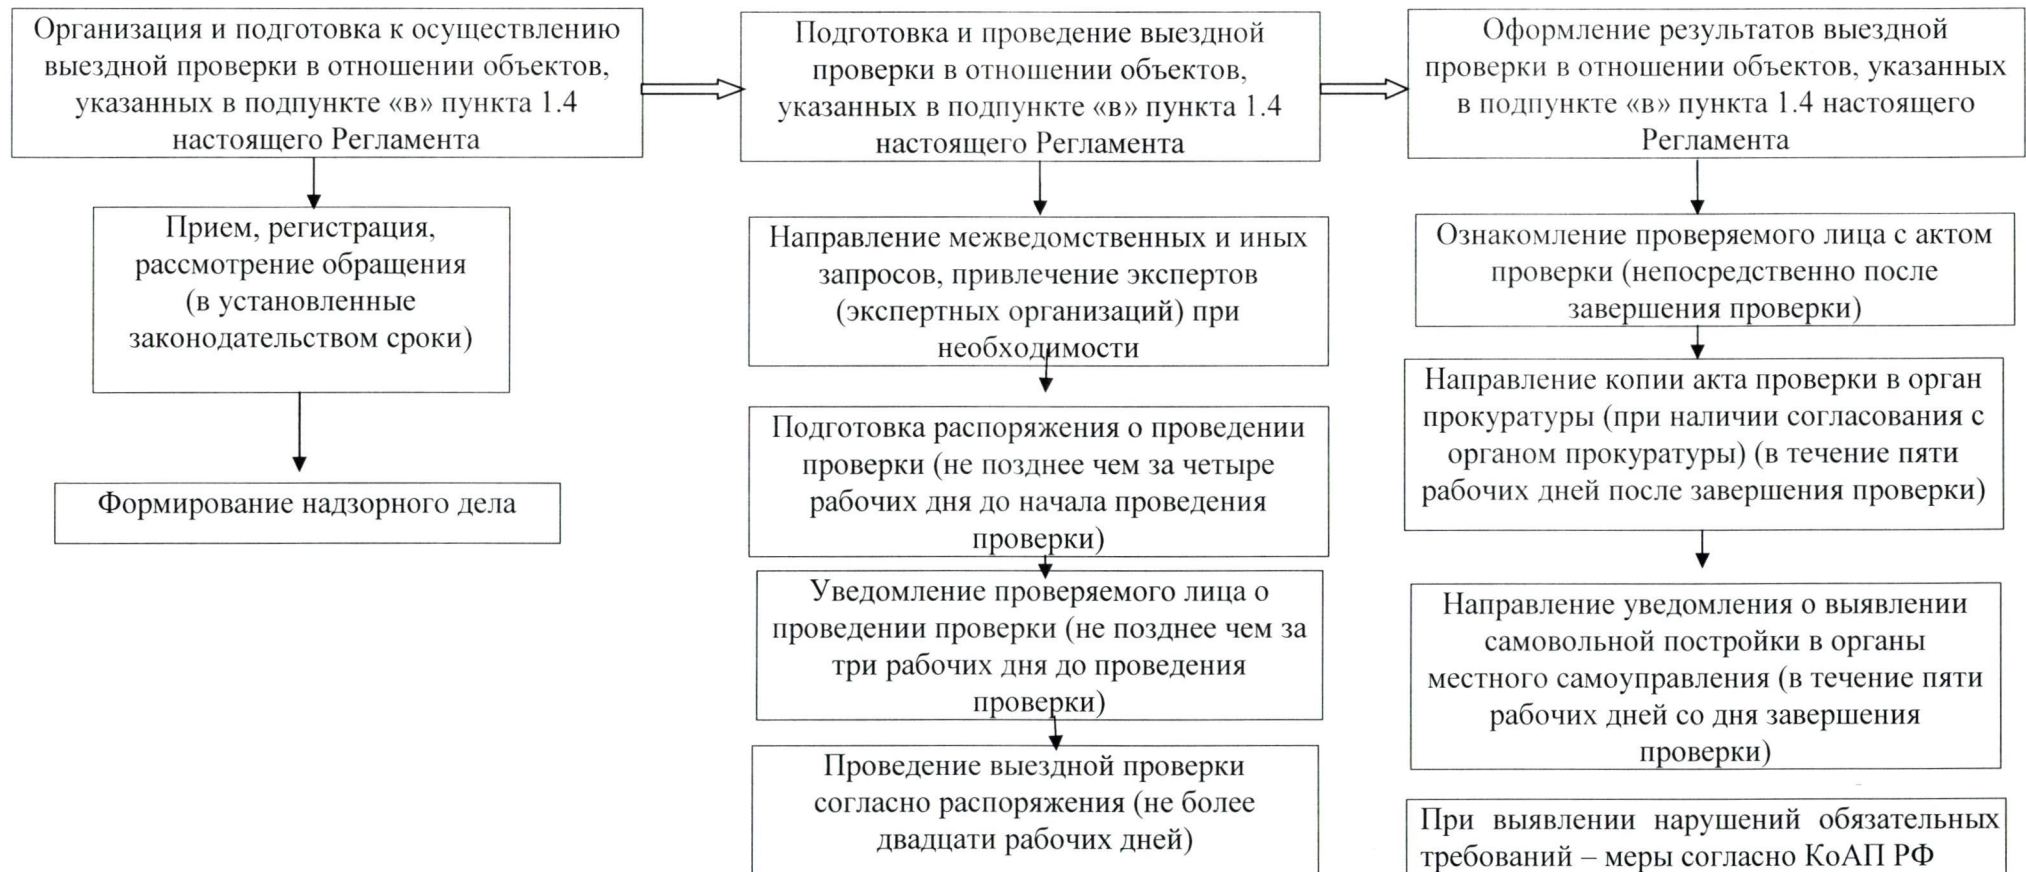 Организация и подготовка к осуществлению
выездной проверки в отношении объектов,
указанных в подпункте «в» пункта 1.4
настоящего Регламента
Прием, регистрация,
рассмотрение обращения
(в установленные
законодательством сроки)
Формирование надзорного дела
Подготовка и проведение выездной
проверки в отношении объектов,
указанных в подпункте «в» пункта 1.4
настоящего Регламента
Направление межведомственных и иных
запросов, привлечение экспертов
(экспертных организаций) при
необходимости
Подготовка распоряжения о проведении
проверки (не позднее чем за четыре
рабочих дня до начала проведения
проверки)
Уведомление проверяемого лица о
проведении проверки (не позднее чем за
три рабочих дня до проведения
проверки)
Проведение выездной проверки
согласно распоряжения (не более
двадцати рабочих дней)
Оформление результатов выездной
проверки в отношении объектов, указанных
в подпункте «в» пункта 1.4 настоящего
Регламента
Ознакомление проверяемого лица с актом
проверки (непосредственно после
завершения проверки)
Направление копии акта проверки в орган
прокуратуры (при наличии согласования с
органом прокуратуры) (в течение пяти
рабочих дней после завершения проверки)
Направление уведомления о выявлении
самовольной постройки в органы
местного самоуправления (в течение пяти
рабочих дней со дня завершения
проверки)
При выявлении нарушений обязательных
требований – меры согласно КоАП РФ